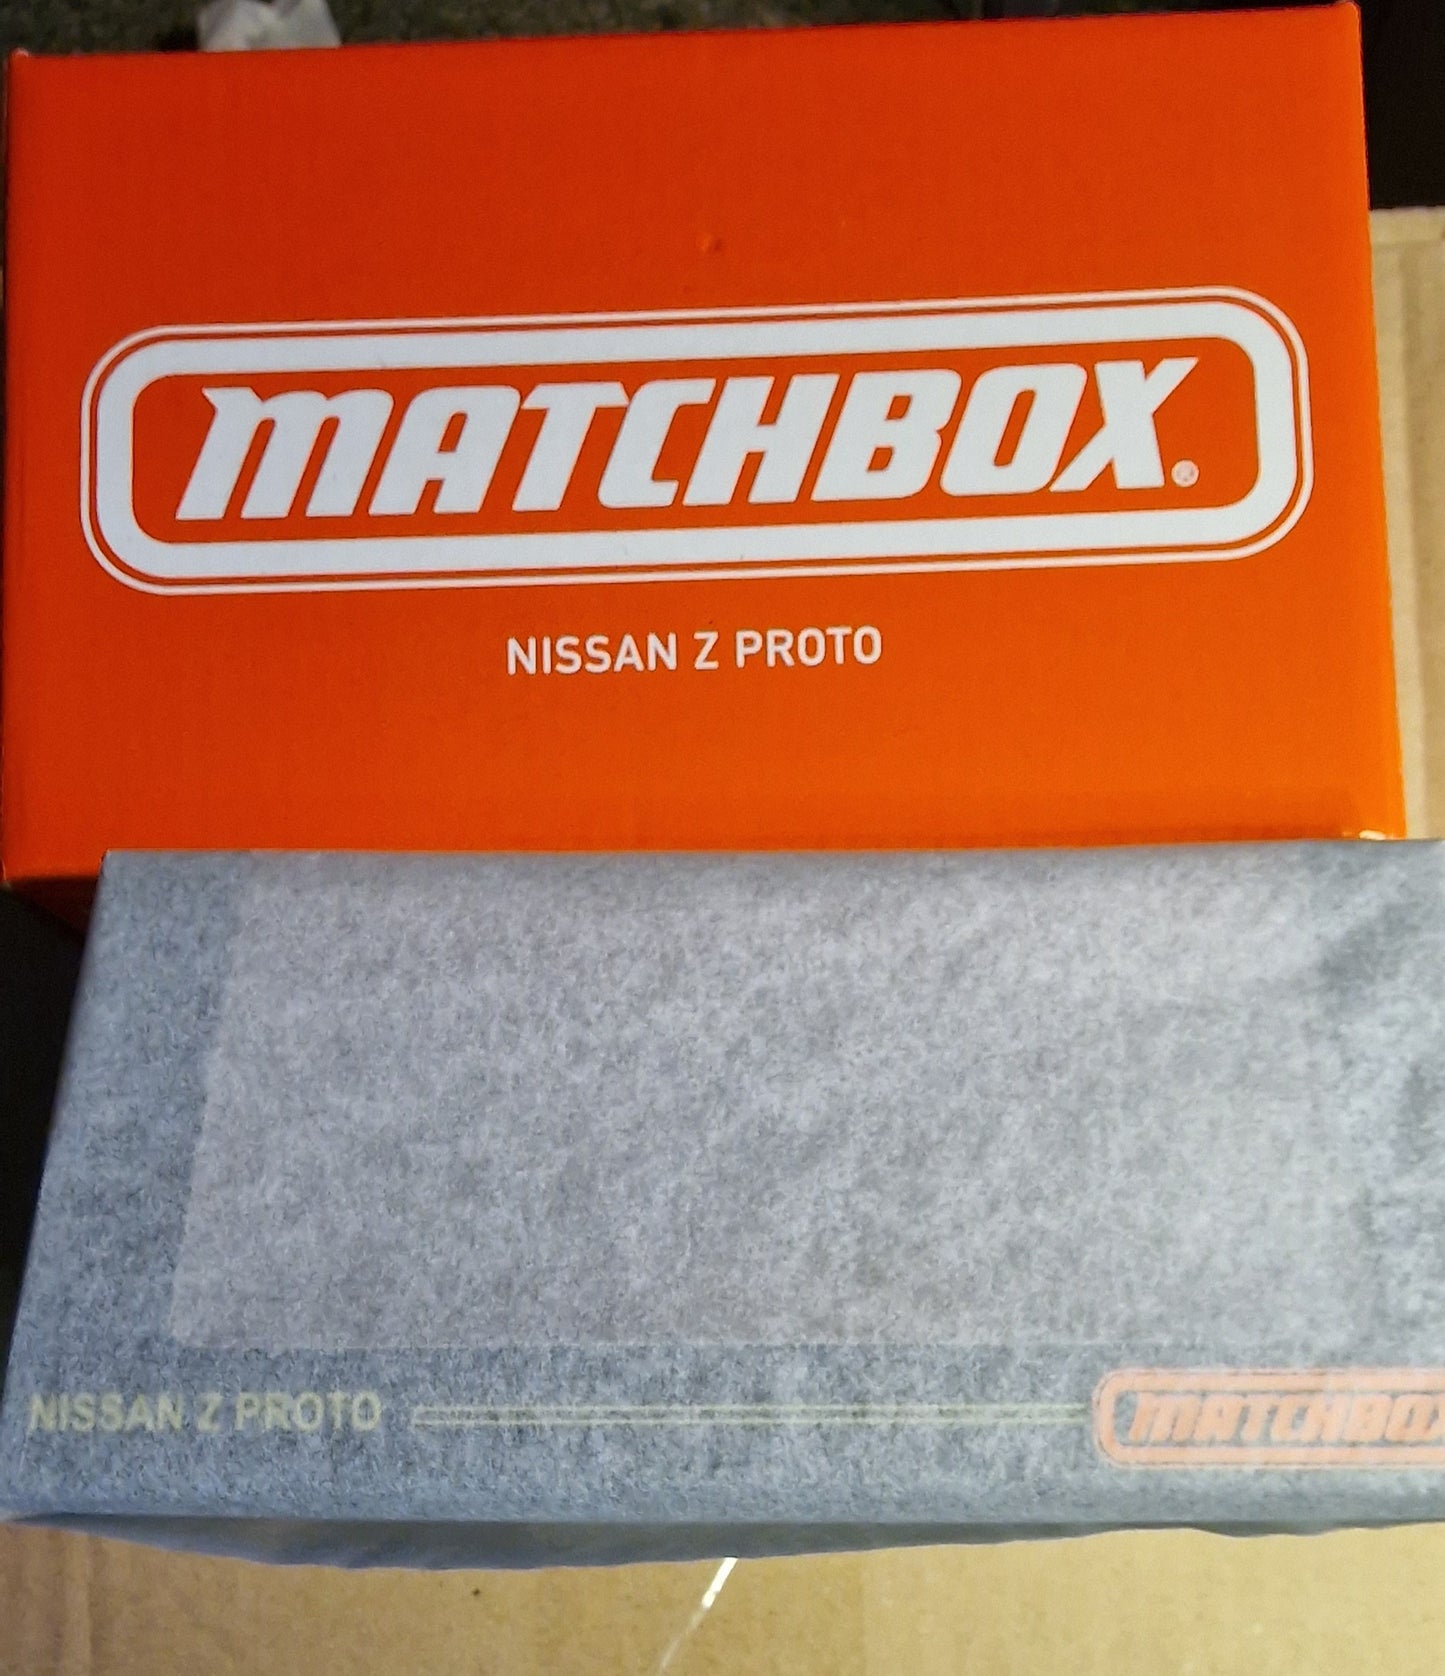 MATCHBOX®
NISSAN Z PROTO
NISSAN Z PROTO MATCHBOX